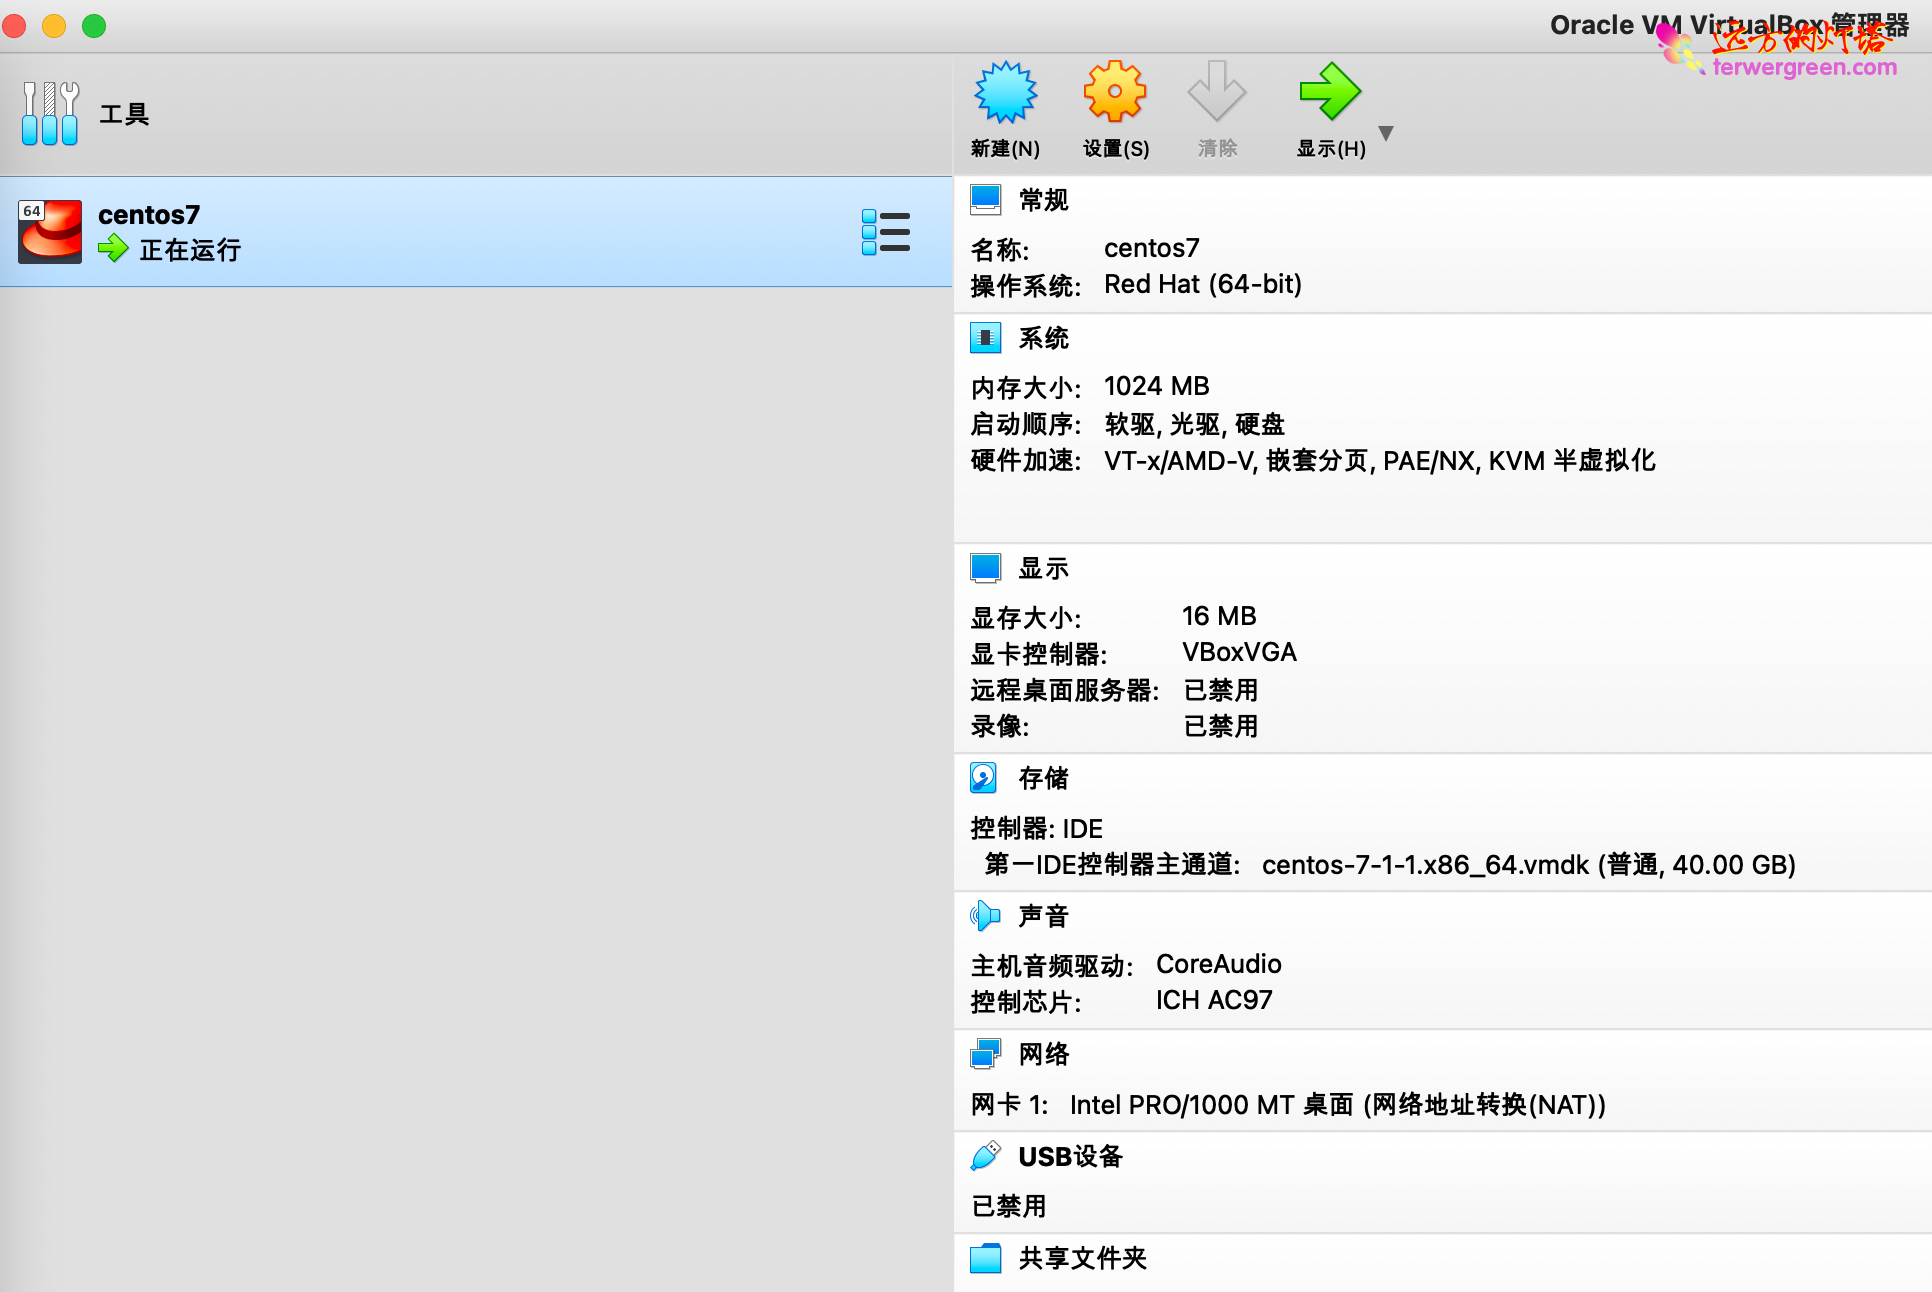 Oracle VM VirtualBox 管理器
远方的灯塔
terwergreen.com
工具
新建(N)
设置(S)
清除
显示(H)
64
centos7
正在运行
常规
名称: centos7
操作系统: Red Hat (64-bit)
系统
内存大小: 1024 MB
启动顺序: 软驱, 光驱, 硬盘
硬件加速: VT-x/AMD-V, 嵌套分页, PAE/NX, KVM 半虚拟化
显示
显存大小: 16 MB
显卡控制器: VBoxVGA
远程桌面服务器: 已禁用
录像: 已禁用
存储
控制器: IDE
第一IDE控制器主通道: centos-7-1-1.x86_64.vmdk (普通, 40.00 GB)
声音
主机音频驱动: CoreAudio
控制芯片: ICH AC97
网络
网卡 1: Intel PRO/1000 MT 桌面 (网络地址转换(NAT))
USB设备
已禁用
共享文件夹